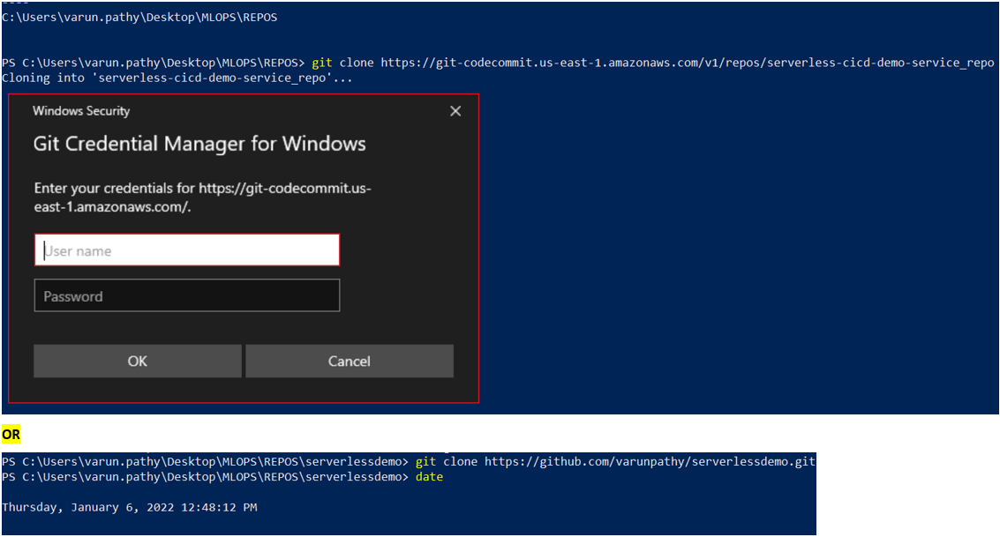 C:\Users\varun.pathy\Desktop\MLOPS\REPOS
PS C:\Users\varun.pathy\Desktop\MLOPS\REPOS> git clone https://git-codecommit.us-east-1.amazonaws.com/v1/repos/serverless-cicd-demo-service_repo
Cloning into 'serverless-cicd-demo-service_repo'...
Windows Security
Git Credential Manager for Windows
Enter your credentials for https://git-codecommit.us-
east-1.amazonaws.com/.
User name
Password
OK Cancel
OR
PS C:\Users\varun.pathy\Desktop\MLOPS\REPOS\serverlessdemo> git clone https://github.com/varunpathy/serverlessdemo.git
PS C:\Users\varun.pathy\Desktop\MLOPS\REPOS\serverlessdemo> date
Thursday, January 6, 2022 12:48:12 PM